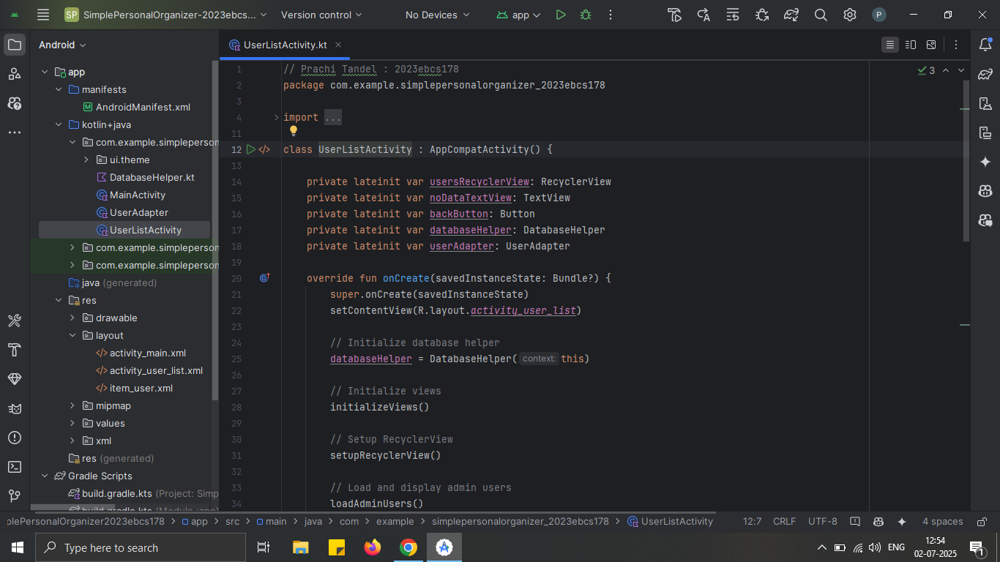 SP SimplePersonalOrganizer-2023ebcs... Version control No Devices app P
Android
app
manifests
AndroidManifest.xml
kotlin+java
com.example.simpleperson
ui.theme
DatabaseHelper.kt
MainActivity
UserAdapter
UserListActivity
com.example.simpleperson
com.example.simpleperson
java (generated)
res
drawable
layout
activity_main.xml
activity_user_list.xml
item_user.xml
mipmap
values
xml
res (generated)
Gradle Scripts
build.gradle.kts (Project: Simp
build.gradle.kts (Module :app)
UserListActivity.kt
3
1 // Prachi Tandel : 2023ebcs178
2 package com.example.simplepersonalorganizer_2023ebcs178
3
4 import ...
11
12 class UserListActivity : AppCompatActivity() {
13
14 private lateinit var usersRecyclerView: RecyclerView
15 private lateinit var noDataTextView: TextView
16 private lateinit var backButton: Button
17 private lateinit var databaseHelper: DatabaseHelper
18 private lateinit var userAdapter: UserAdapter
19
20 override fun onCreate(savedInstanceState: Bundle?) {
21 super.onCreate(savedInstanceState)
22 setContentView(R.layout.activity_user_list)
23
24 // Initialize database helper
25 databaseHelper = DatabaseHelper( context: this)
26
27 // Initialize views
28 initializeViews()
29
30 // Setup RecyclerView
31 setupRecyclerView()
32
33 // Load and display admin users
34 loadAdminUsers()
plePersonalOrganizer2023ebcs178 > app > src > main > java > com > example > simplepersonalorganizer_2023ebcs178 > UserListActivity 12:7 CRLF UTF-8 4 spaces
Type here to search
ENG
12:54
02-07-2025
1